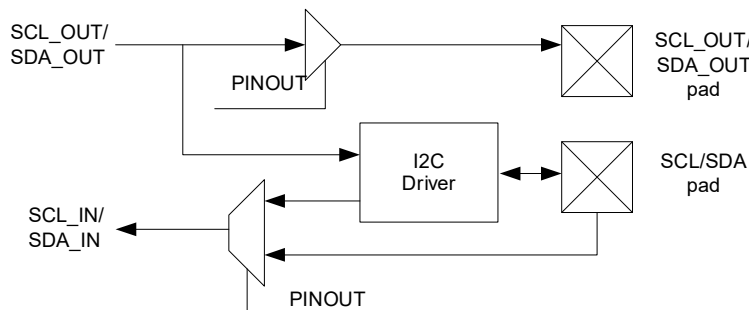 SCL_OUT/
SDA_OUT
PINOUT
SCL_OUT/
SDA_OUT
pad
I2C
Driver
SCL/SDA
pad
SCL_IN/
SDA_IN
PINOUT